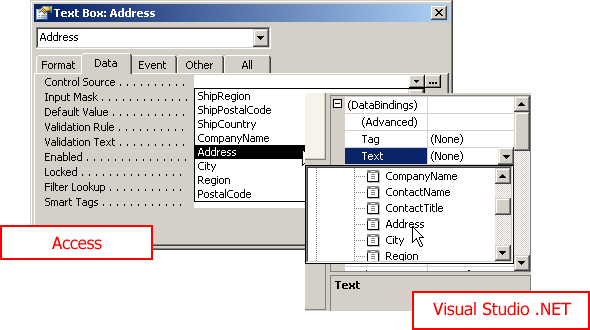 Text Box: Address
Address
Format Data Event Other All
Control Source . . . . . . . . . .
Input Mask . . . . . . . . . . . .
Default Value . . . . . . . . . .
Validation Rule . . . . . . . . .
Validation Text . . . . . . . . .
Enabled . . . . . . . . . . . . .
Locked . . . . . . . . . . . . . .
Filter Lookup . . . . . . . . . .
Smart Tags . . . . . . . . . . . .
...
ShipRegion
ShipPostalCode
ShipCountry
CompanyName
Address
City
Region
PostalCode
(DataBindings)
(Advanced)
Tag (None)
Text (None)
CompanyName
ContactName
ContactTitle
Address
City
Region
Text
Access
Visual Studio .NET